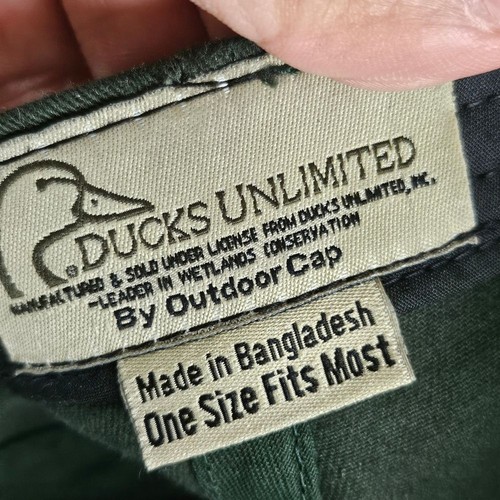 ® DUCKS UNLIMITED
MANUFACTURED & SOLD UNDER LICENSE FROM DUCKS UNLIMITED, INC.
-LEADER IN WETLANDS CONSERVATION
By Outdoor Cap
Made in Bangladesh
One Size Fits Most